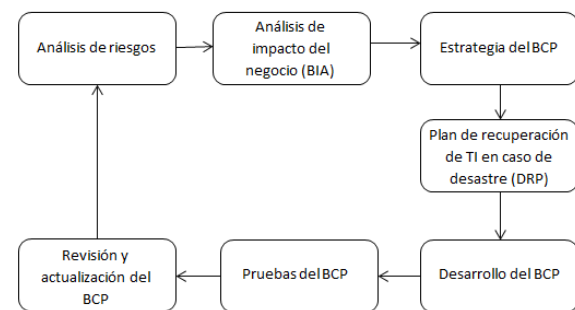 Análisis de riesgos
Análisis de
impacto del
negocio (BIA)
Estrategia del BCP
Plan de recuperación
de TI en caso de
desastre (DRP)
Desarrollo del BCP
Pruebas del BCP
Revisión y
actualización del
BCP